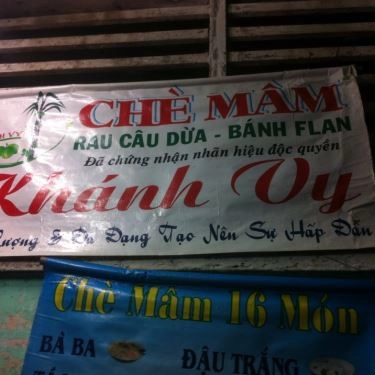 CHÈ MÂM
RAU CÂU DỪA - BÁNH FLAN
Đã chứng nhận nhãn hiệu độc quyền
Khánh Vy
Đa Dạng Tạo Nên Sự Hấp Dẫn
Chè Mâm 16 Món
BÀ BA
ĐẬU TRẮNG